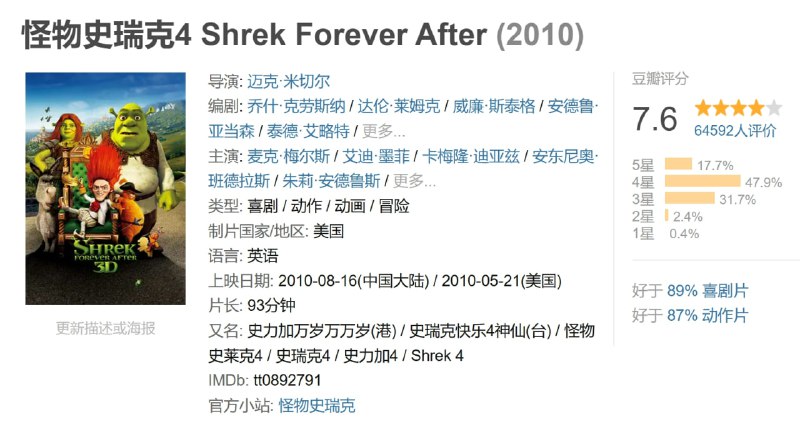 怪物史瑞克4 Shrek Forever After (2010)
SHREK
FOREVER AFTER
3D
更新描述或海报
导演: 迈克·米切尔
编剧: 乔什·克劳斯纳 / 达伦·莱姆克 / 威廉·斯泰格 / 安德鲁·
亚当森 / 泰德·艾略特 / 更多...
主演: 麦克·梅尔斯 / 艾迪·墨菲 / 卡梅隆·迪亚兹 / 安东尼奥·
班德拉斯 / 朱莉·安德鲁斯 / 更多...
类型: 喜剧 / 动作 / 动画 / 冒险
制片国家/地区: 美国
语言: 英语
上映日期: 2010-08-16(中国大陆) / 2010-05-21(美国)
片长: 93分钟
又名: 史力加万岁万万岁(港) / 史瑞克快乐4神仙(台) / 怪物
史莱克4 / 史瑞克4 / 史力加4 / Shrek 4
IMDb: tt0892791
官方小站: 怪物史瑞克
豆瓣评分
7.6
64592人评价
5星 17.7%
4星 47.9%
3星 31.7%
2星 2.4%
1星 0.4%
好于 89% 喜剧片
好于 87% 动作片